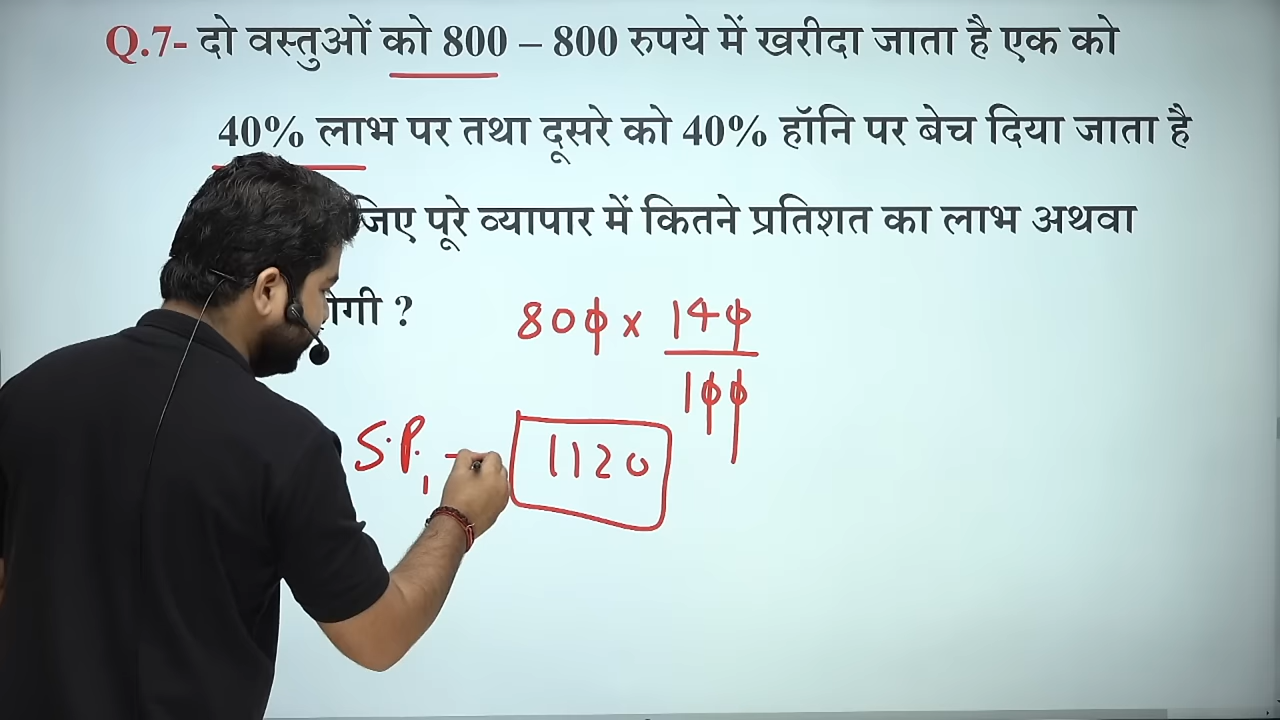 Q.7- दो वस्तुओं को 800 – 800 रुपये में खरीदा जाता है एक को
40% लाभ पर तथा दूसरे को 40% हॉनि पर बेच दिया जाता है
पूरे व्यापार में कितने प्रतिशत का लाभ अथवा
?
800 x 140
100
S.P.1 1120